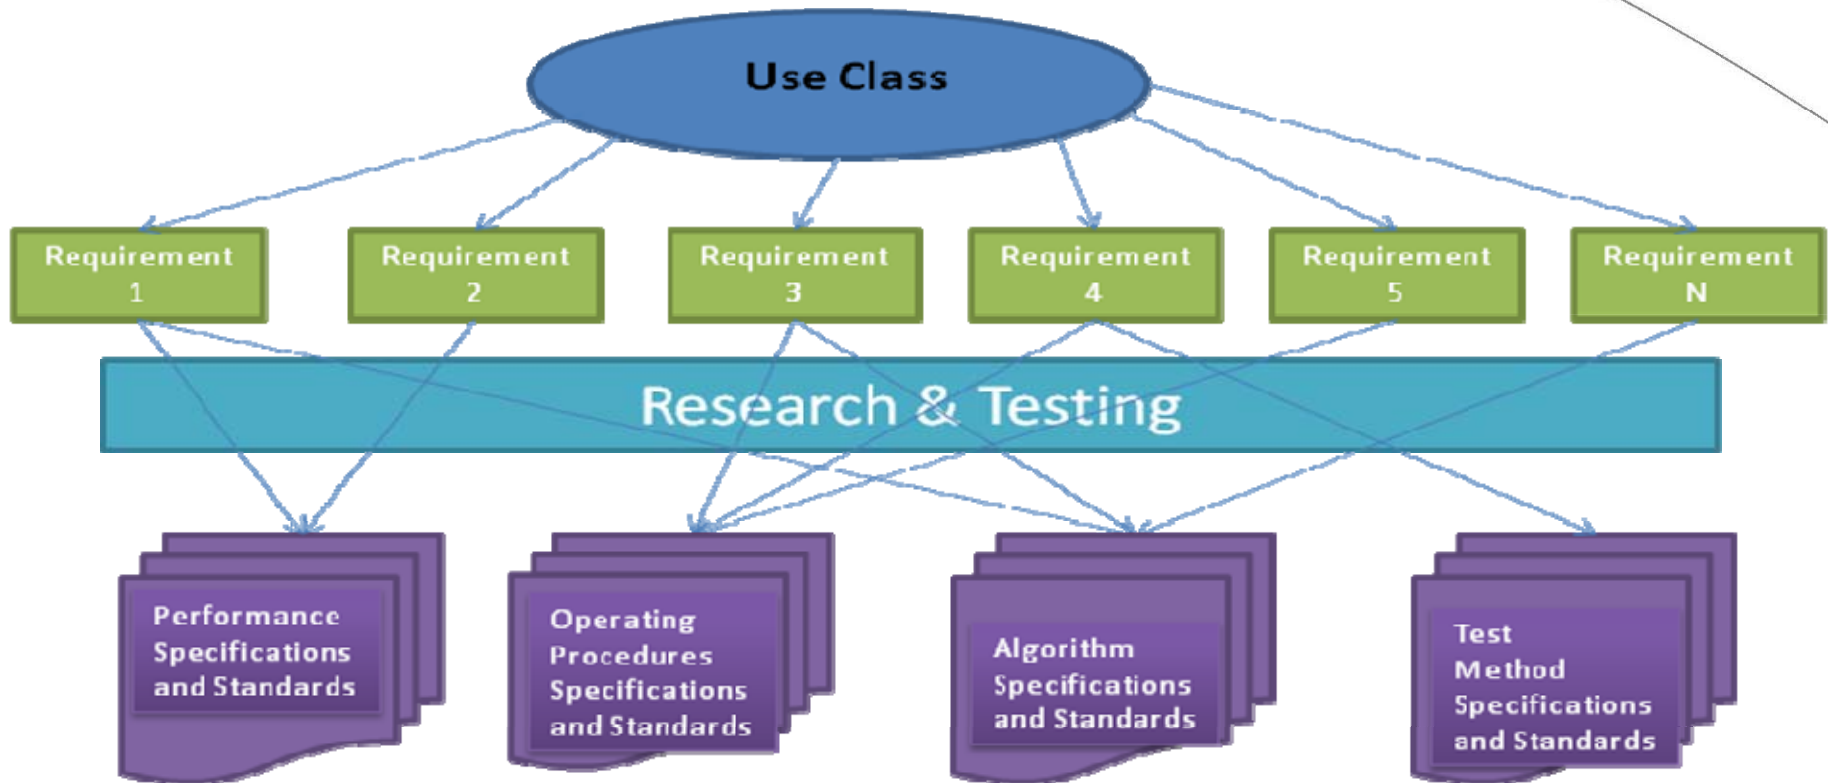 Use Class
Requirement
1
Requirement
2
Requirement
3
Requirement
4
Requirement
5
Requirement
N
Research & Testing
Performance
Specifications
and Standards
Operating
Procedures
Specifications
and Standards
Algorithm
Specifications
and Standards
Test
Method
Specifications
and Standards